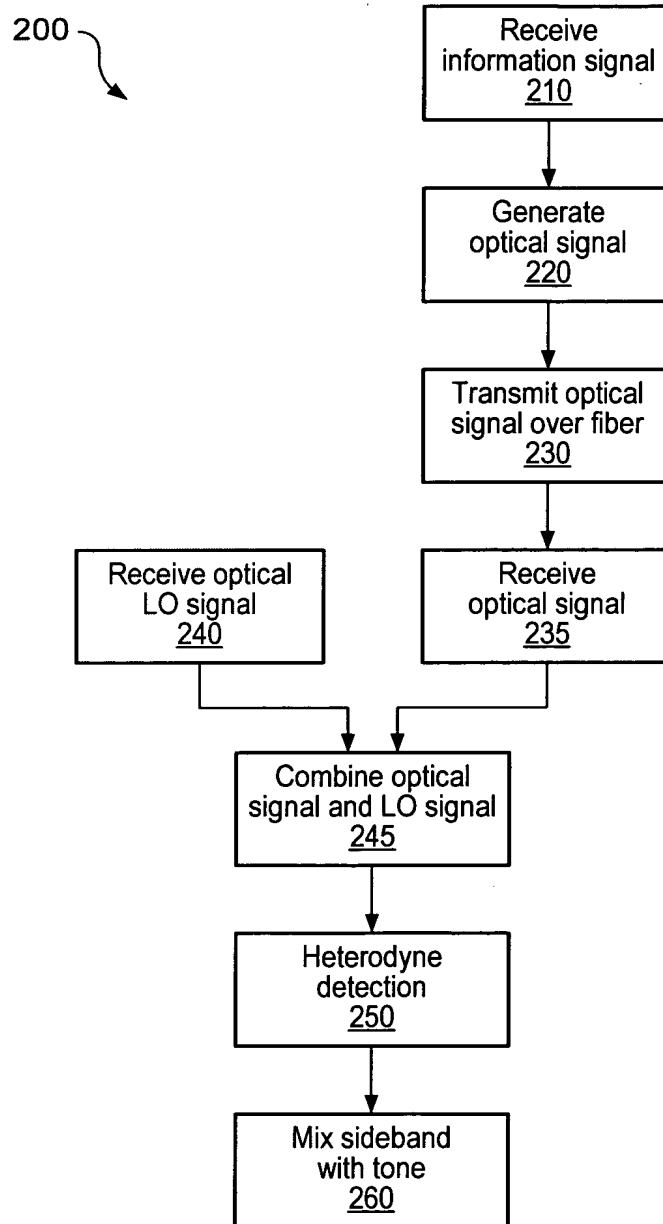 200
Receive
information signal
210
Generate
optical signal
220
Transmit optical
signal over fiber
230
Receive optical
LO signal
240
Receive
optical signal
235
Combine optical
signal and LO signal
245
Heterodyne
detection
250
Mix sideband
with tone
260